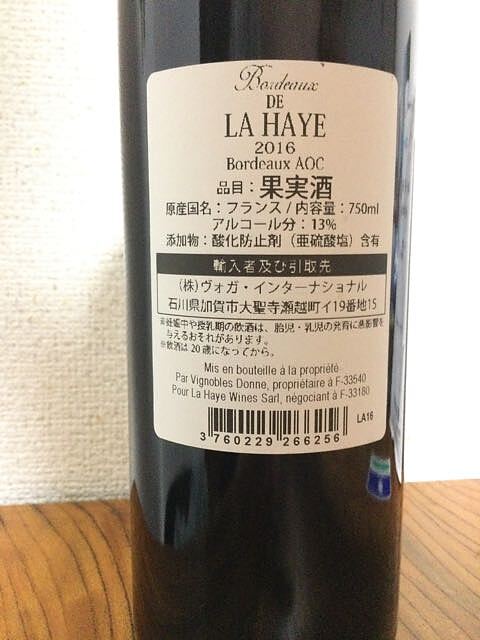 Bordeaux
DE
LA HAYE
2016
Bordeaux AOC
品目：果実酒
原産国名：フランス / 内容量：750ml
アルコール分：13%
添加物：酸化防止剤（亜硫酸塩）含有
輸入者及び引取先
(株)ヴォガ・インターナショナル
石川県加賀市大聖寺瀬越町イ19番地15
※妊娠中や授乳期の飲酒は、胎児・乳児の発育に悪影響を
与えるおそれがあります。
※飲酒は20歳になってから。
Mis en bouteille à la propriété
Par Vignobles Donne, propriétaire à F-33540
Pour La Haye Wines Sarl, négociant à F-33180
LA16
3 760229 266256